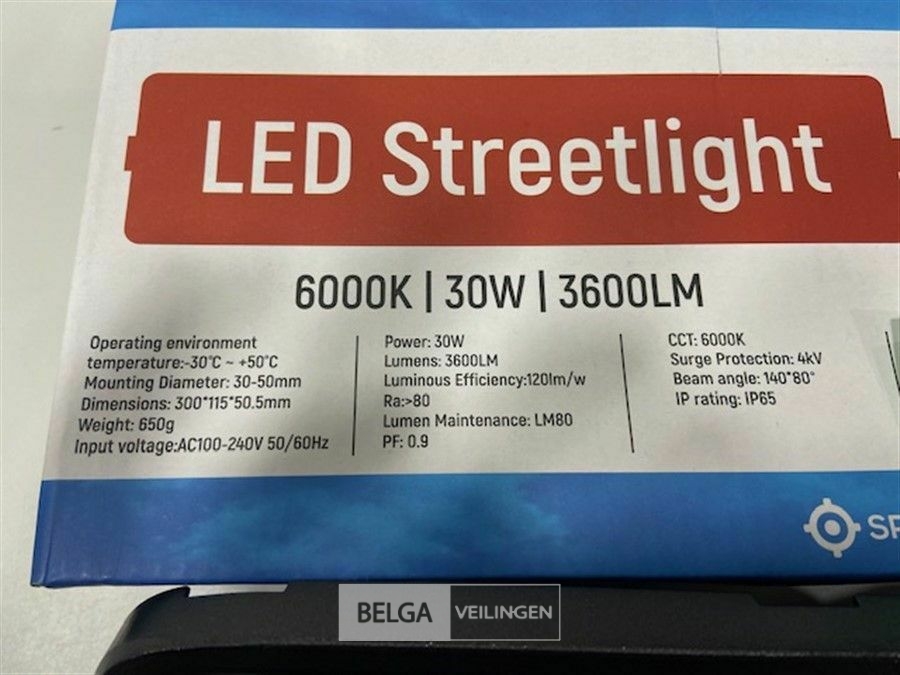 LED Streetlight
6000K | 30W | 3600LM
Operating environment
temperature:-30℃ ~ +50℃
Mounting Diameter: 30-50mm
Dimensions: 300*115*50.5mm
Weight: 650g
Input voltage:AC100-240V 50/60Hz
Power: 30W
Lumens: 3600LM
Luminous Efficiency:120lm/w
Ra:>80
Lumen Maintenance: LM80
PF: 0.9
CCT: 6000K
Surge Protection: 4kV
Beam angle: 140*80°
IP rating: IP65
BELGA VEILINGEN